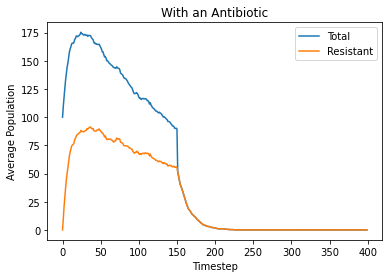 With an Antibiotic
Total
Resistant
175
150
125
100
75
50
25
0
Average Population
0 50 100 150 200 250 300 350 400
Timestep